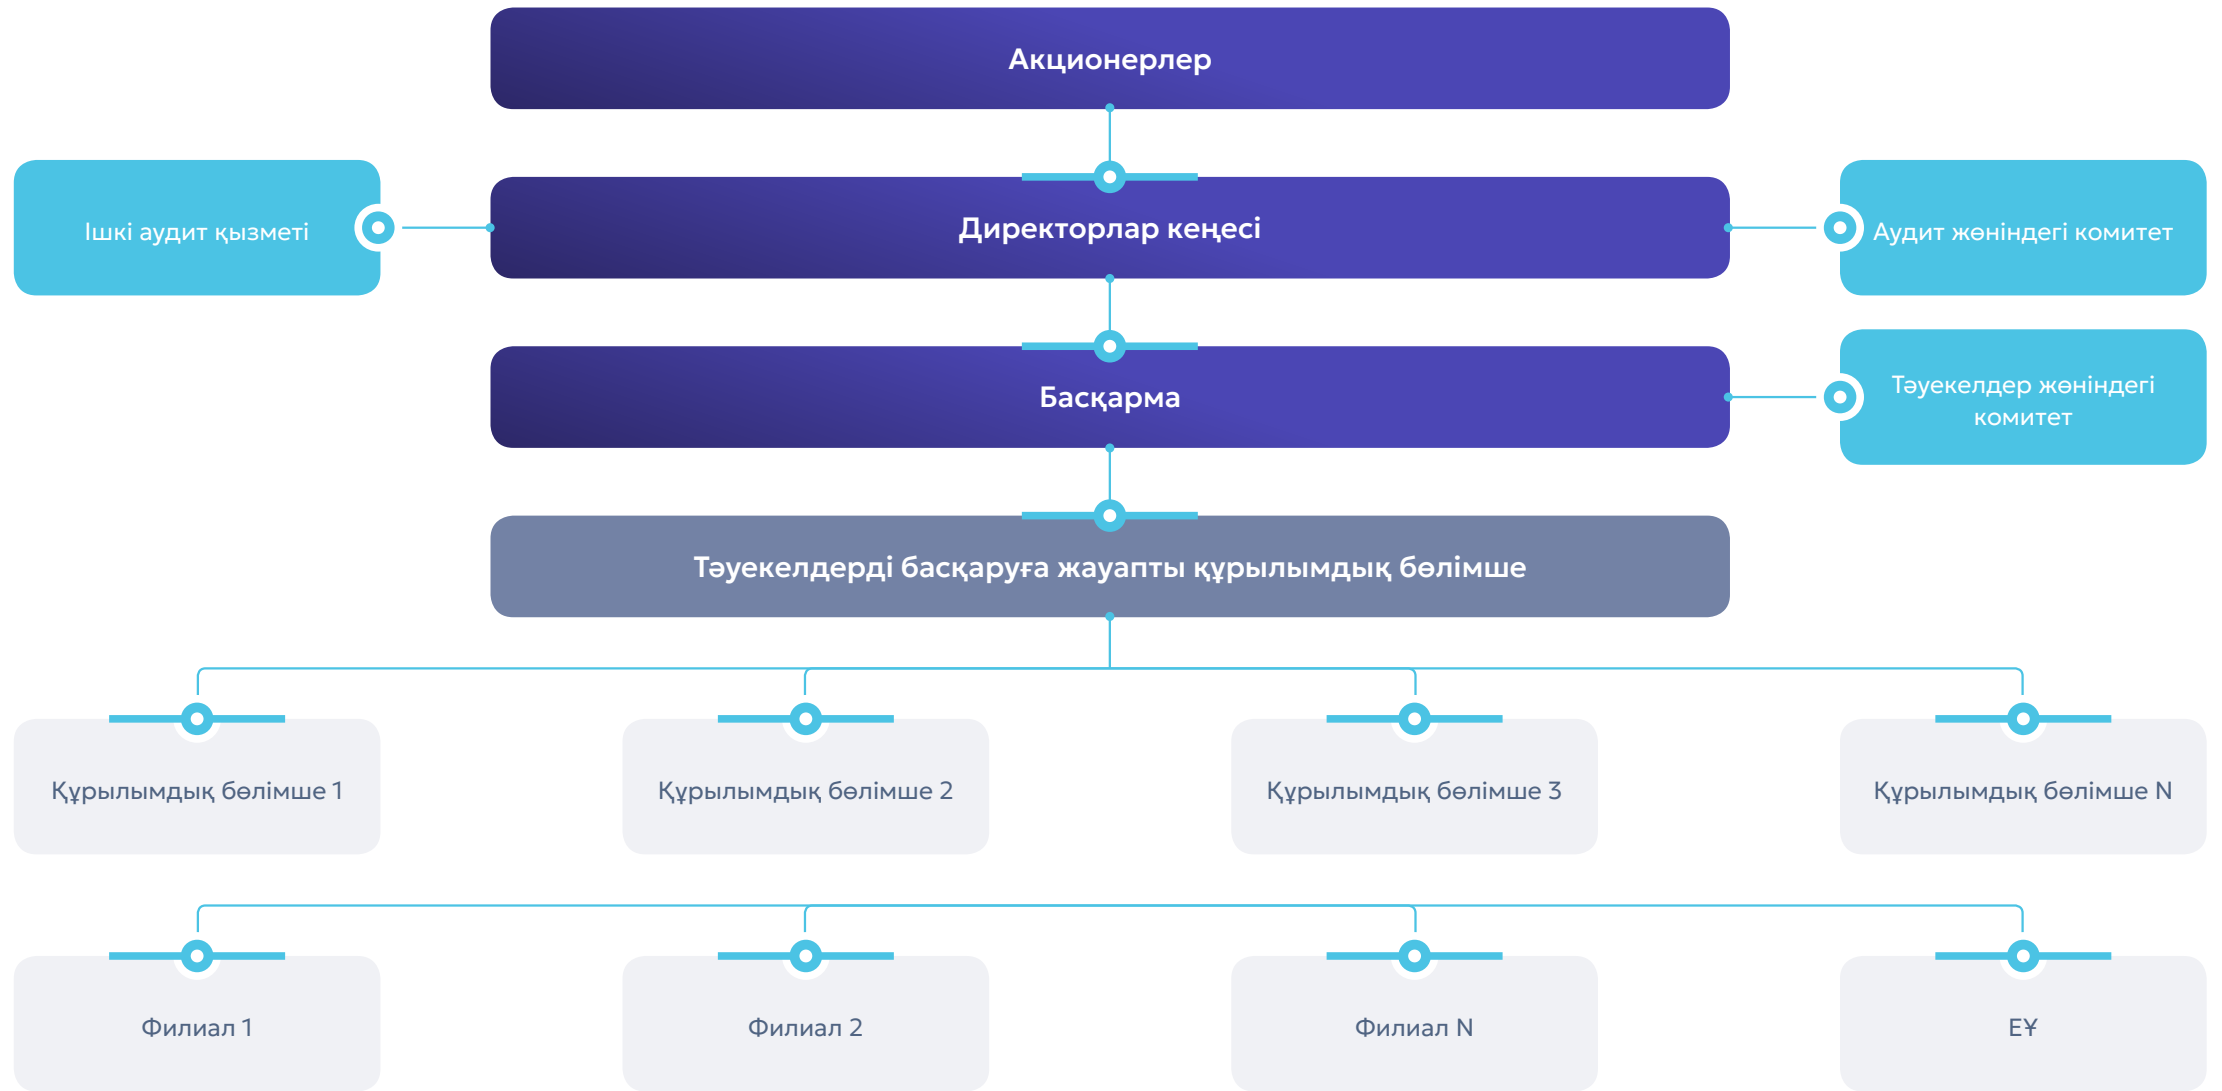 Акционерлер
Ішкі аудит қызметі
Директорлар кеңесі
Аудит жөніндегі комитет
Басқарма
Тәуекелдер жөніндегі
комитет
Тәуекелдерді басқаруға жауапты құрылымдық бөлімше
Құрылымдық бөлімше 1
Құрылымдық бөлімше 2
Құрылымдық бөлімше 3
Құрылымдық бөлімше N
Филиал 1
Филиал 2
Филиал N
ЕҰ